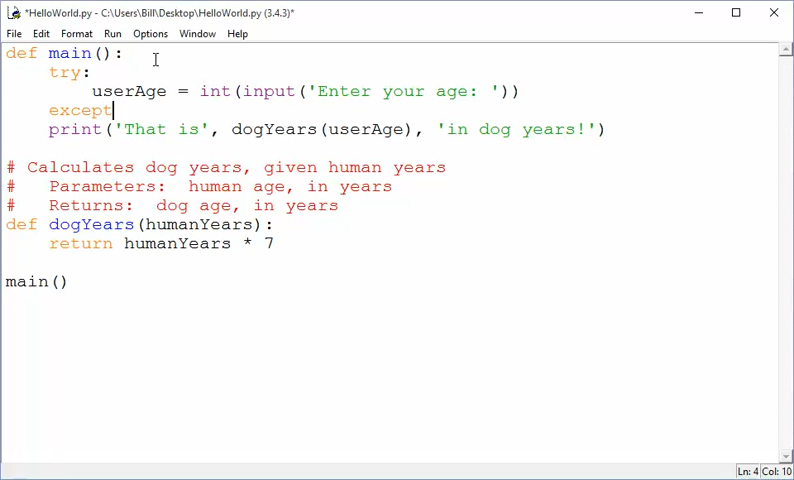 *HelloWorld.py - C:\Users\Bill\Desktop\HelloWorld.py (3.4.3)*
File Edit Format Run Options Window Help
def main():
    try:
        userAge = int(input('Enter your age: '))
    except
    print('That is', dogYears(userAge), 'in dog years!')

# Calculates dog years, given human years
#   Parameters:  human age, in years
#   Returns:  dog age, in years
def dogYears(humanYears):
    return humanYears * 7

main()
Ln: 4 Col: 10